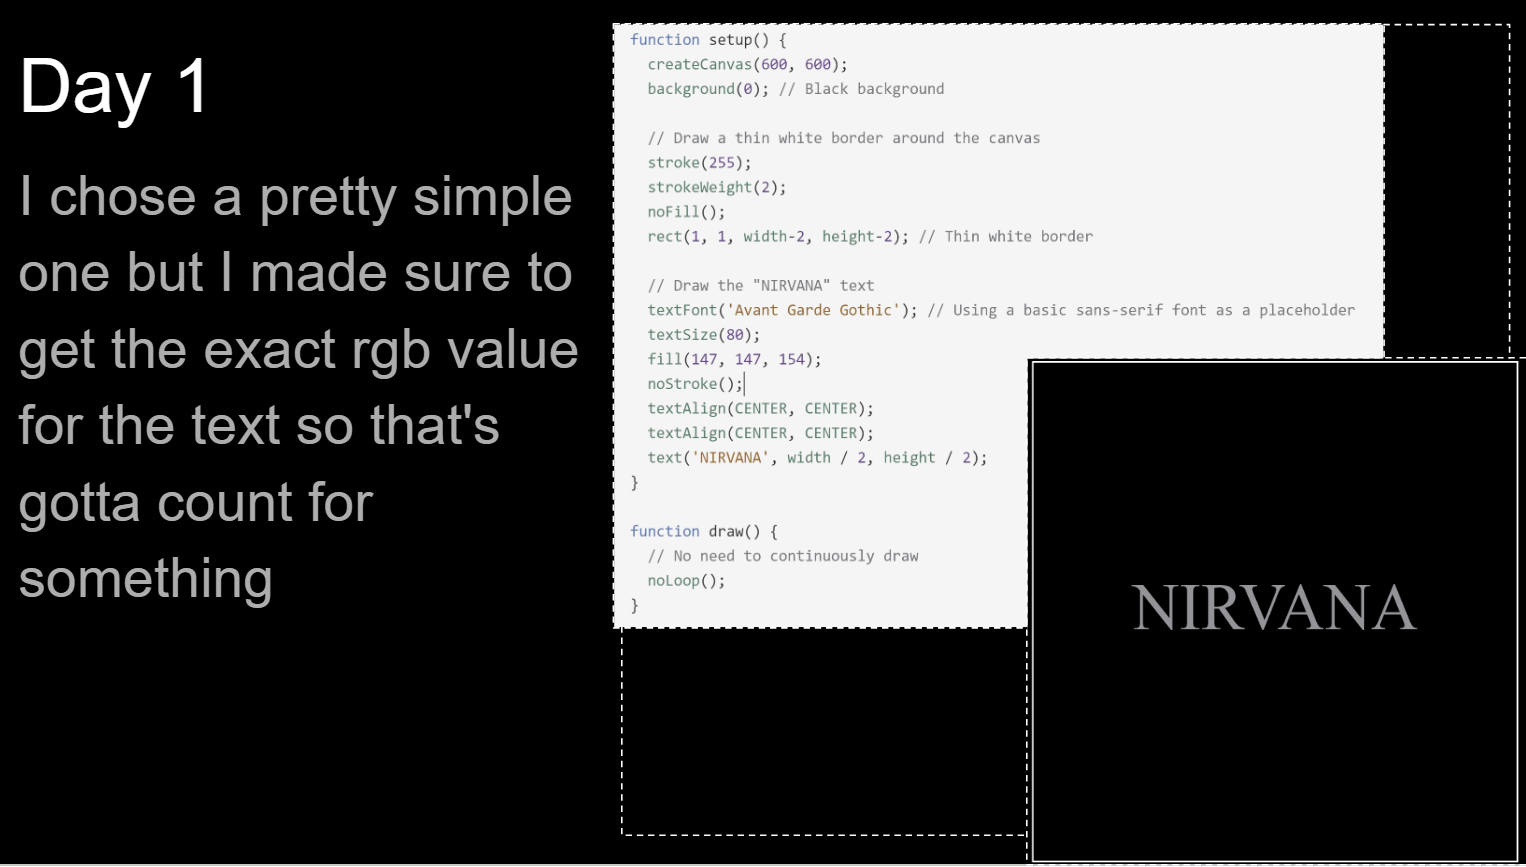 Day 1
I chose a pretty simple
one but I made sure to
get the exact rgb value
for the text so that's
gotta count for
something
function setup() {
createCanvas(600, 600);
background(0); // Black background
// Draw a thin white border around the canvas
stroke(255);
strokeWeight(2);
noFill();
rect(1, 1, width-2, height-2); // Thin white border
// Draw the "NIRVANA" text
textFont('Avant Garde Gothic'); // Using a basic sans-serif font as a placeholder
textSize(80);
fill(147, 147, 154);
noStroke();
textAlign(CENTER, CENTER);
textAlign(CENTER, CENTER);
text('NIRVANA', width / 2, height / 2);
}
function draw() {
// No need to continuously draw
noLoop();
}
NIRVANA